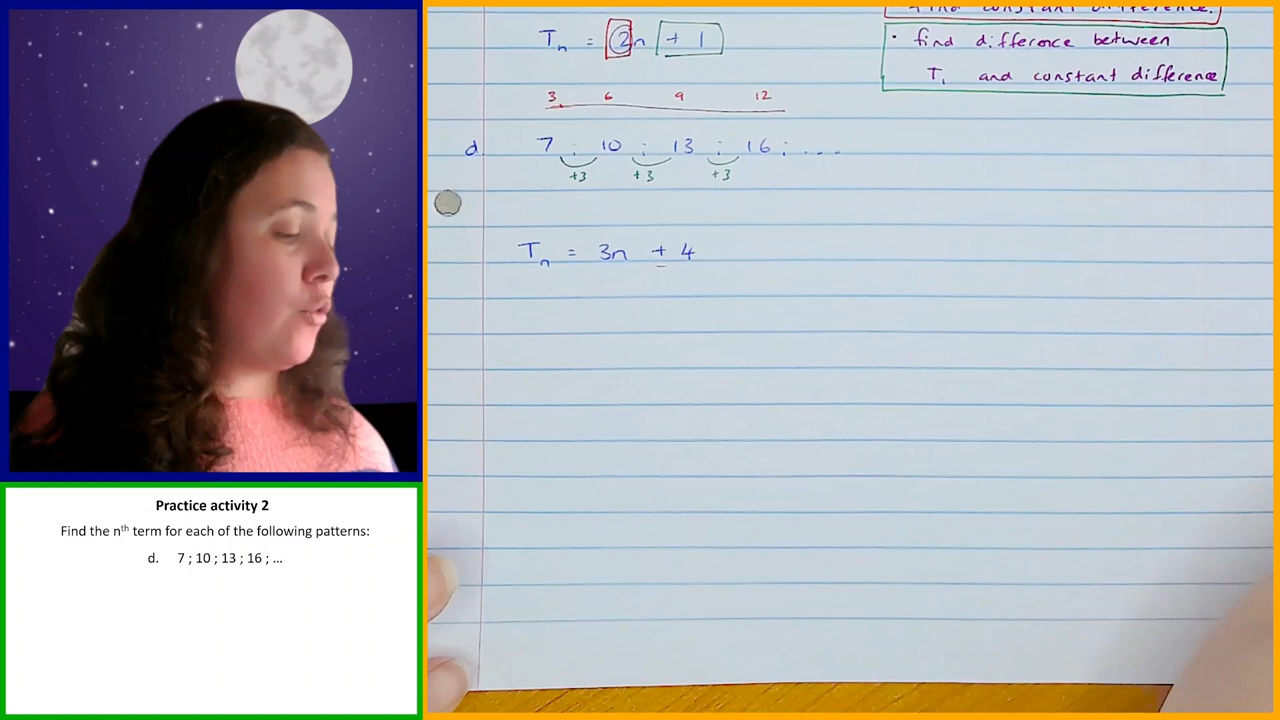 find constant difference.
Tn = 2n + 1
• find difference between
T1 and constant difference
3 6 9 12
d. 7 ; 10 ; 13 ; 16 ; ...
+3 +3 +3
Tn = 3n + 4
Practice activity 2
Find the nth term for each of the following patterns:
d. 7 ; 10 ; 13 ; 16 ; ...